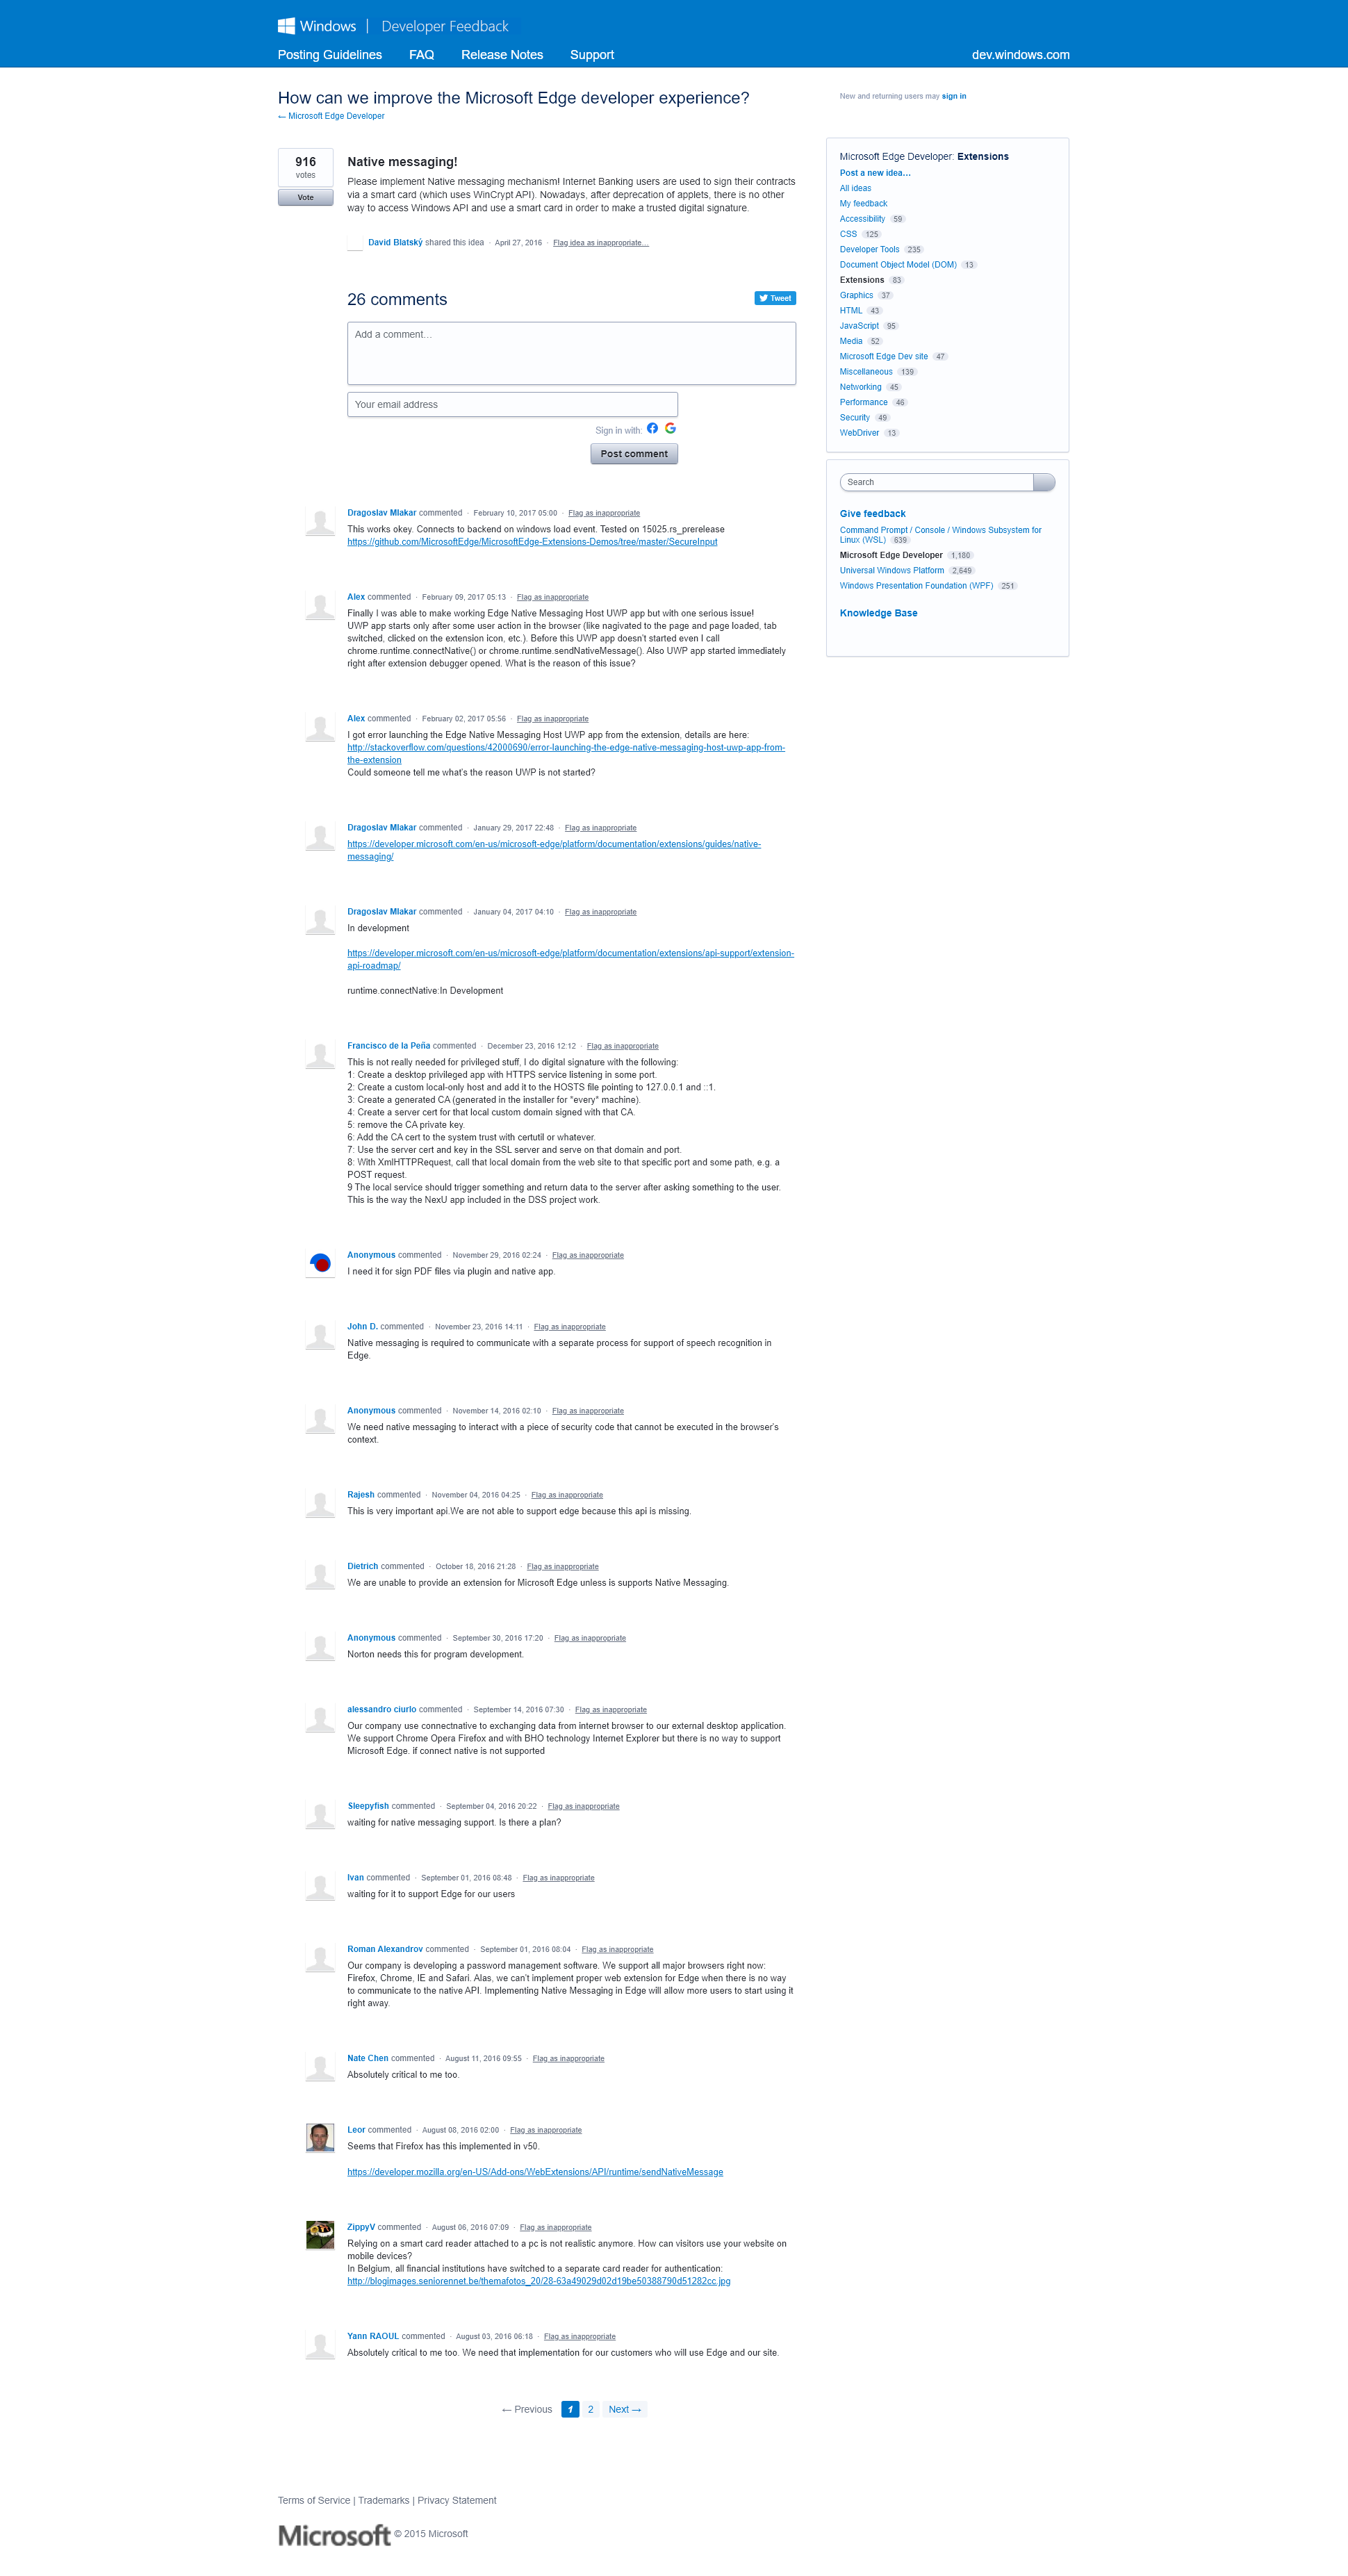 Windows | Developer Feedback
Posting Guidelines FAQ Release Notes Support dev.windows.com
How can we improve the Microsoft Edge developer experience?
← Microsoft Edge Developer
New and returning users may sign in
916
votes
Vote
Native messaging!
Please implement Native messaging mechanism! Internet Banking users are used to sign their contracts
via a smart card (which uses WinCrypt API). Nowadays, after deprecation of applets, there is no other
way to access Windows API and use a smart card in order to make a trusted digital signature.
David Blatský shared this idea · April 27, 2016 · Flag idea as inappropriate…
26 comments
Tweet
Add a comment…
Your email address
Sign in with:
Post comment
Dragoslav Mlakar commented · February 10, 2017 05:00 · Flag as inappropriate
This works okey. Connects to backend on windows load event. Tested on 15025.rs_prerelease
https://github.com/MicrosoftEdge/MicrosoftEdge-Extensions-Demos/tree/master/SecureInput
Alex commented · February 09, 2017 05:13 · Flag as inappropriate
Finally I was able to make working Edge Native Messaging Host UWP app but with one serious issue!
UWP app starts only after some user action in the browser (like nagivated to the page and page loaded, tab
switched, clicked on the extension icon, etc.). Before this UWP app doesn't started even I call
chrome.runtime.connectNative() or chrome.runtime.sendNativeMessage(). Also UWP app started immediately
right after extension debugger opened. What is the reason of this issue?
Alex commented · February 02, 2017 05:56 · Flag as inappropriate
I got error launching the Edge Native Messaging Host UWP app from the extension, details are here:
http://stackoverflow.com/questions/42000690/error-launching-the-edge-native-messaging-host-uwp-app-from-
the-extension
Could someone tell me what's the reason UWP is not started?
Dragoslav Mlakar commented · January 29, 2017 22:48 · Flag as inappropriate
https://developer.microsoft.com/en-us/microsoft-edge/platform/documentation/extensions/guides/native-
messaging/
Dragoslav Mlakar commented · January 04, 2017 04:10 · Flag as inappropriate
In development
https://developer.microsoft.com/en-us/microsoft-edge/platform/documentation/extensions/api-support/extension-
api-roadmap/
runtime.connectNative:In Development
Francisco de la Peña commented · December 23, 2016 12:12 · Flag as inappropriate
This is not really needed for privileged stuff, I do digital signature with the following:
1: Create a desktop privileged app with HTTPS service listening in some port.
2: Create a custom local-only host and add it to the HOSTS file pointing to 127.0.0.1 and ::1.
3: Create a generated CA (generated in the installer for *every* machine).
4: Create a server cert for that local custom domain signed with that CA.
5: remove the CA private key.
6: Add the CA cert to the system trust with certutil or whatever.
7: Use the server cert and key in the SSL server and serve on that domain and port.
8: With XmlHTTPRequest, call that local domain from the web site to that specific port and some path, e.g. a
POST request.
9 The local service should trigger something and return data to the server after asking something to the user.
This is the way the NexU app included in the DSS project work.
Anonymous commented · November 29, 2016 02:24 · Flag as inappropriate
I need it for sign PDF files via plugin and native app.
John D. commented · November 23, 2016 14:11 · Flag as inappropriate
Native messaging is required to communicate with a separate process for support of speech recognition in
Edge.
Anonymous commented · November 14, 2016 02:10 · Flag as inappropriate
We need native messaging to interact with a piece of security code that cannot be executed in the browser's
context.
Rajesh commented · November 04, 2016 04:25 · Flag as inappropriate
This is very important api.We are not able to support edge because this api is missing.
Dietrich commented · October 18, 2016 21:28 · Flag as inappropriate
We are unable to provide an extension for Microsoft Edge unless is supports Native Messaging.
Anonymous commented · September 30, 2016 17:20 · Flag as inappropriate
Norton needs this for program development.
alessandro ciurlo commented · September 14, 2016 07:30 · Flag as inappropriate
Our company use connectnative to exchanging data from internet browser to our external desktop application.
We support Chrome Opera Firefox and with BHO technology Internet Explorer but there is no way to support
Microsoft Edge. if connect native is not supported
Sleepyfish commented · September 04, 2016 20:22 · Flag as inappropriate
waiting for native messaging support. Is there a plan?
Ivan commented · September 01, 2016 08:48 · Flag as inappropriate
waiting for it to support Edge for our users
Roman Alexandrov commented · September 01, 2016 08:04 · Flag as inappropriate
Our company is developing a password management software. We support all major browsers right now:
Firefox, Chrome, IE and Safari. Alas, we can't implement proper web extension for Edge when there is no way
to communicate to the native API. Implementing Native Messaging in Edge will allow more users to start using it
right away.
Nate Chen commented · August 11, 2016 09:55 · Flag as inappropriate
Absolutely critical to me too.
Leor commented · August 08, 2016 02:00 · Flag as inappropriate
Seems that Firefox has this implemented in v50.
https://developer.mozilla.org/en-US/Add-ons/WebExtensions/API/runtime/sendNativeMessage
ZippyV commented · August 06, 2016 07:09 · Flag as inappropriate
Relying on a smart card reader attached to a pc is not realistic anymore. How can visitors use your website on
mobile devices?
In Belgium, all financial institutions have switched to a separate card reader for authentication:
http://blogimages.seniorennet.be/themafotos_20/28-63a49029d02d19be50388790d51282cc.jpg
Yann RAOUL commented · August 03, 2016 06:18 · Flag as inappropriate
Absolutely critical to me too. We need that implementation for our customers who will use Edge and our site.
← Previous 1 2 Next →
Microsoft Edge Developer: Extensions
Post a new idea…
All ideas
My feedback
Accessibility 59
CSS 125
Developer Tools 235
Document Object Model (DOM) 13
Extensions 83
Graphics 37
HTML 43
JavaScript 95
Media 52
Microsoft Edge Dev site 47
Miscellaneous 139
Networking 45
Performance 46
Security 49
WebDriver 13
Search
Give feedback
Command Prompt / Console / Windows Subsystem for
Linux (WSL) 639
Microsoft Edge Developer 1,180
Universal Windows Platform 2,649
Windows Presentation Foundation (WPF) 251
Knowledge Base
Terms of Service | Trademarks | Privacy Statement
Microsoft © 2015 Microsoft